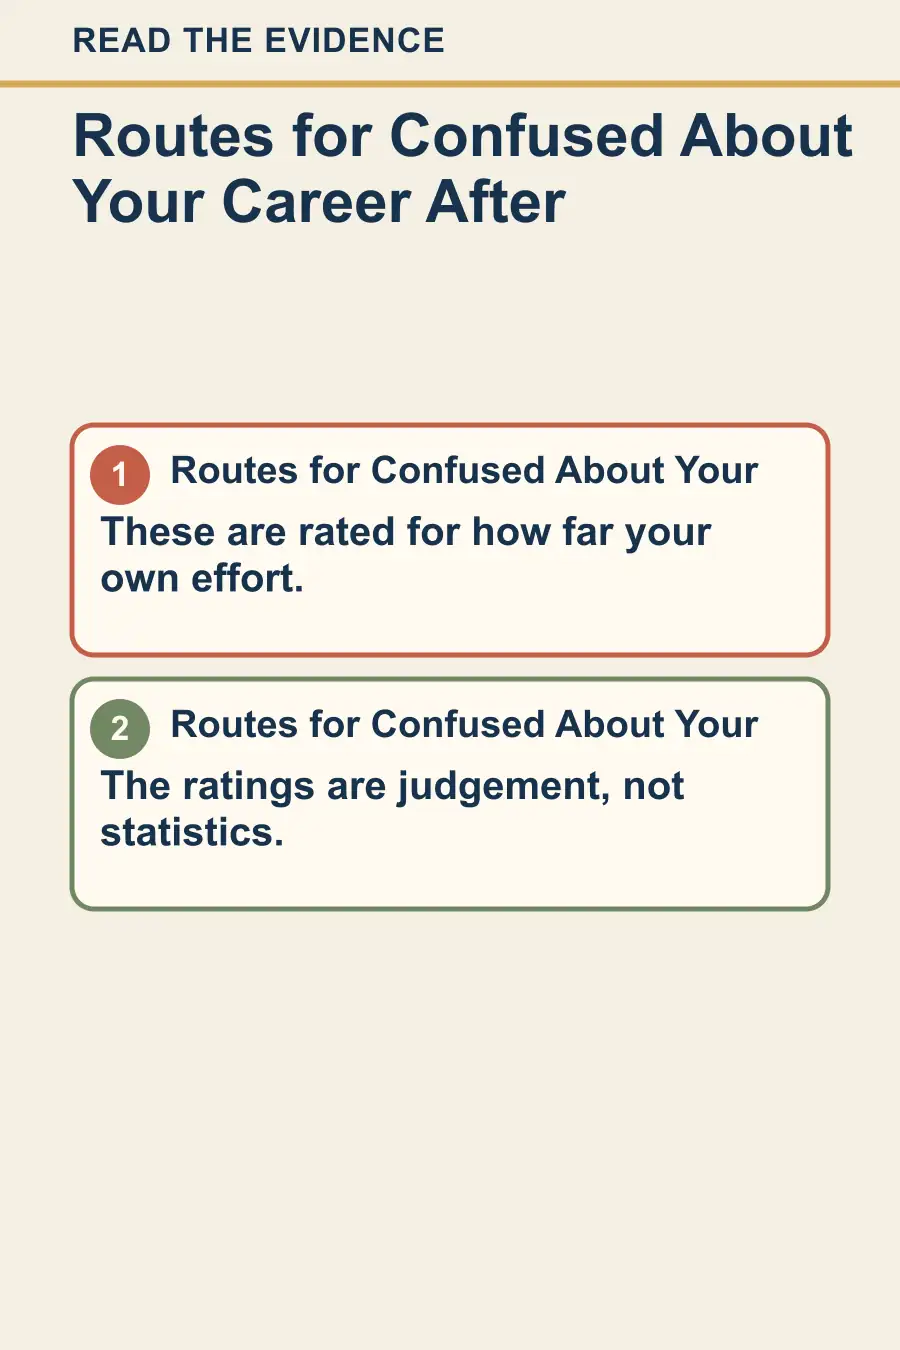 READ THE EVIDENCE
Routes for Confused About
Your Career After
1
Routes for Confused About Your
These are rated for how far your
own effort.
2
Routes for Confused About Your
The ratings are judgement, not
statistics.